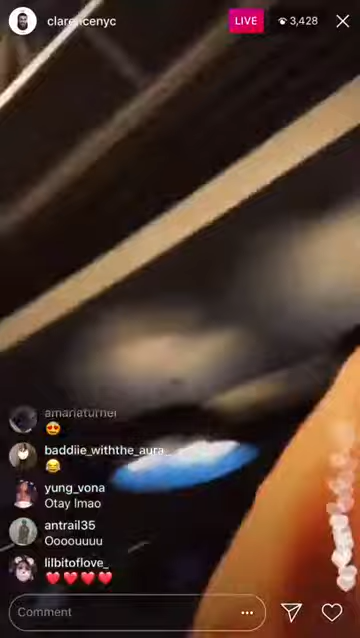 clarencenyc
LIVE
3,428
amariaturner
😍
baddiie_withthe_aura_
😂
yung_vona
Otay lmao
antrail35
Oooouuuu
lilbitoflove_
❤️❤️❤️❤️
Comment